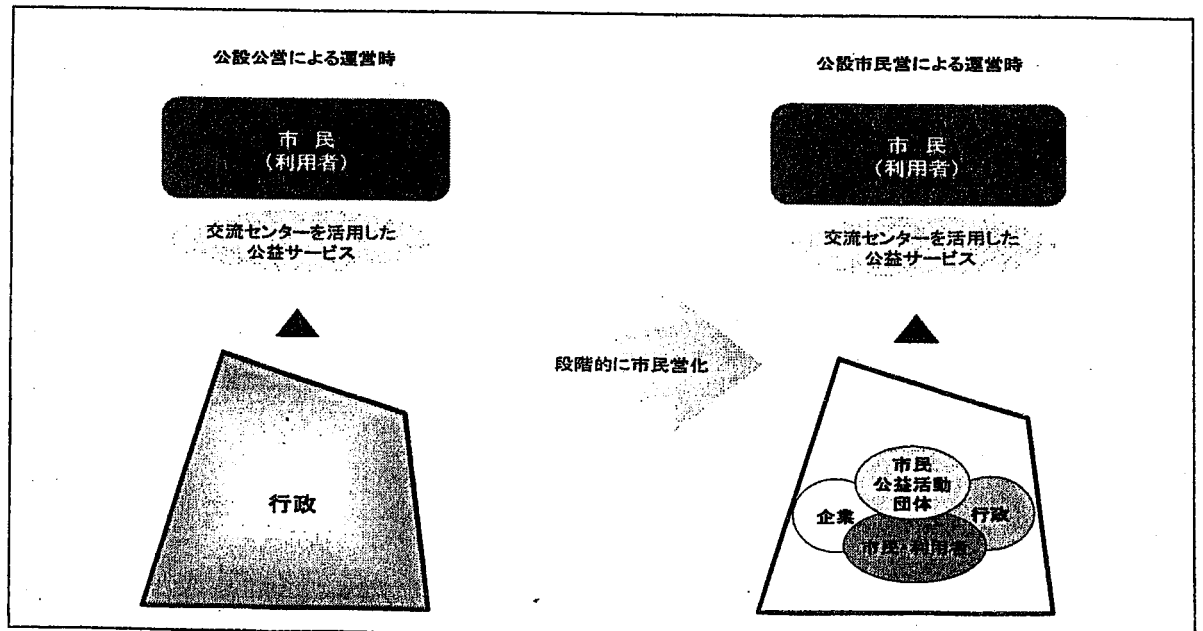 公設公営による運営時
市 民
（利用者）
交流センターを活用した
公益サービス
行政
段階的に市民営化
公設市民営による運営時
市 民
（利用者）
交流センターを活用した
公益サービス
市民
公益活動
団体
企業
行政
市民・利用者